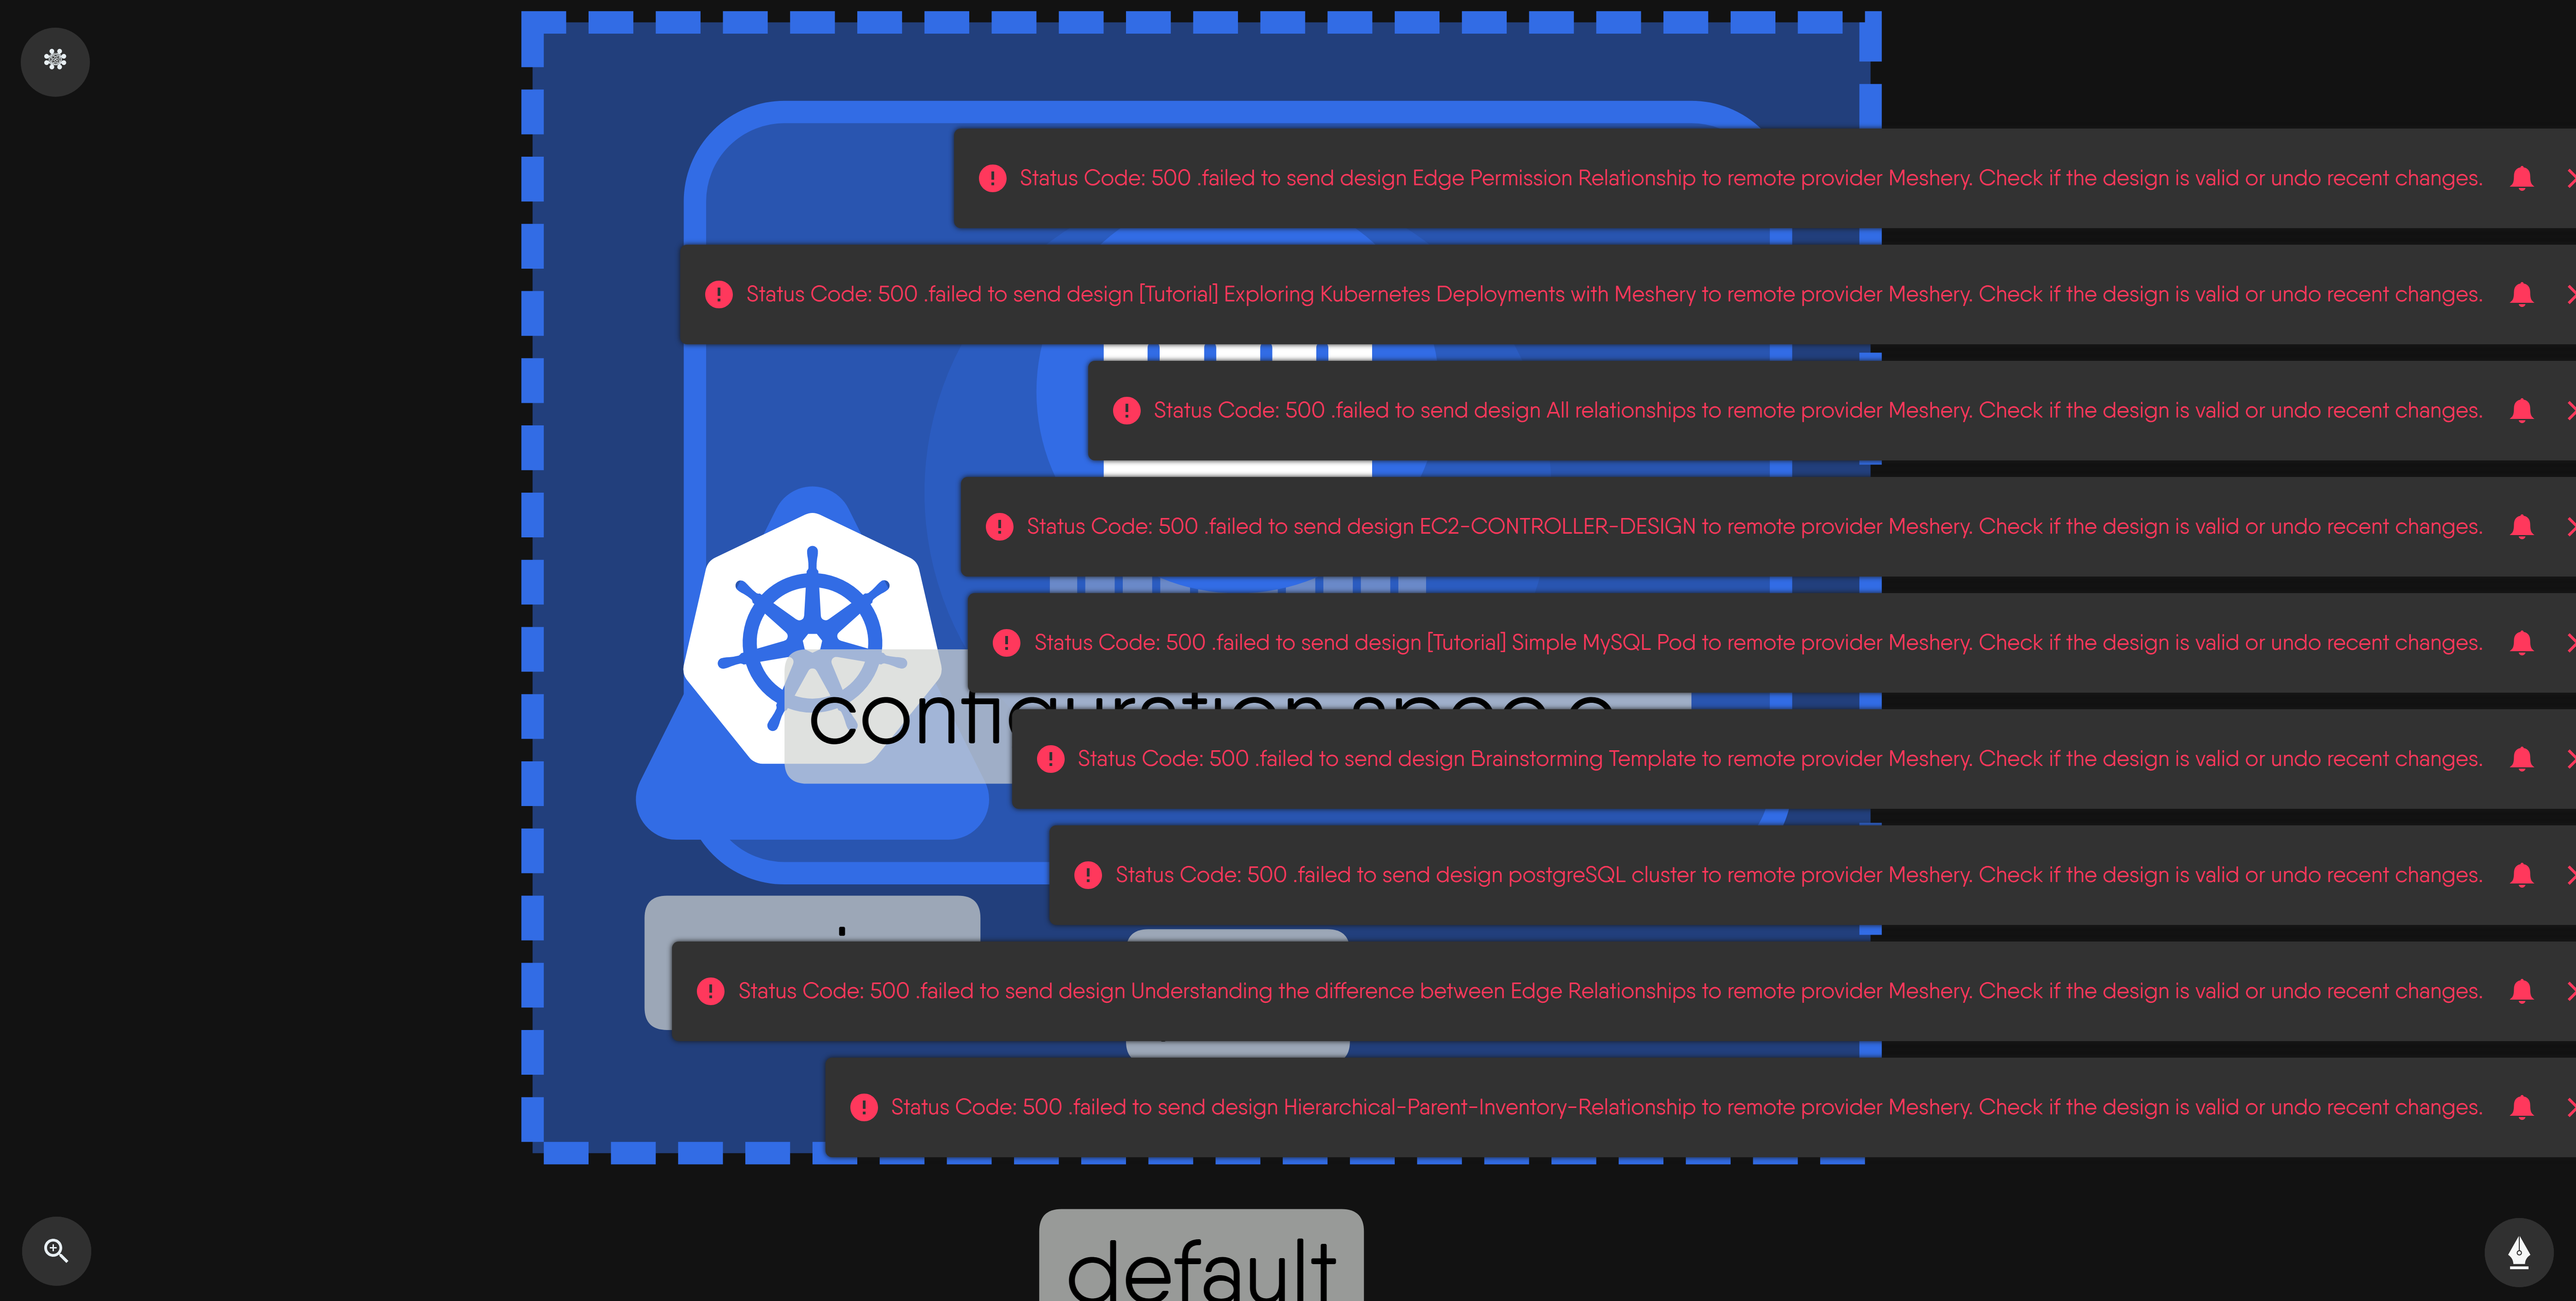 Status Code: 500 .failed to send design Edge Permission Relationship to remote provider Meshery. Check if the design is valid or undo recent changes.
Status Code: 500 .failed to send design [Tutorial] Exploring Kubernetes Deployments with Meshery to remote provider Meshery. Check if the design is valid or undo recent changes.
Status Code: 500 .failed to send design All relationships to remote provider Meshery. Check if the design is valid or undo recent changes.
Status Code: 500 .failed to send design EC2-CONTROLLER-DESIGN to remote provider Meshery. Check if the design is valid or undo recent changes.
Status Code: 500 .failed to send design [Tutorial] Simple MySQL Pod to remote provider Meshery. Check if the design is valid or undo recent changes.
Status Code: 500 .failed to send design Brainstorming Template to remote provider Meshery. Check if the design is valid or undo recent changes.
Status Code: 500 .failed to send design postgreSQL cluster to remote provider Meshery. Check if the design is valid or undo recent changes.
Status Code: 500 .failed to send design Understanding the difference between Edge Relationships to remote provider Meshery. Check if the design is valid or undo recent changes.
Status Code: 500 .failed to send design Hierarchical-Parent-Inventory-Relationship to remote provider Meshery. Check if the design is valid or undo recent changes.
default